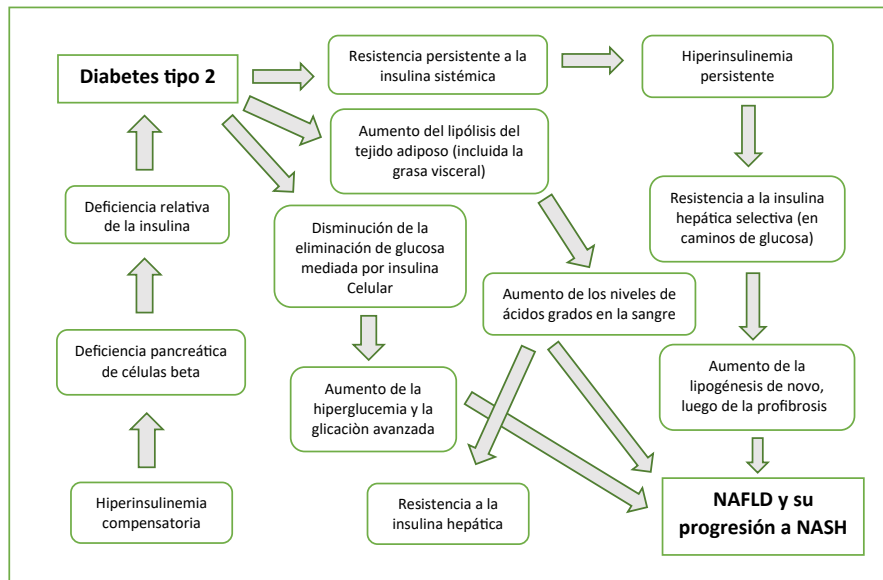 Diabetes tipo 2
Resistencia persistente a la
insulina sistémica
Hiperinsulinemia
persistente
Aumento del lipólisis del
tejido adiposo (incluida la
grasa visceral)
Deficiencia relativa
de la insulina
Disminución de la
eliminación de glucosa
mediada por insulina
Celular
Resistencia a la insulina
hepática selectiva (en
caminos de glucosa)
Aumento de los niveles de
ácidos grados en la sangre
Deficiencia pancreática
de células beta
Aumento de la
hiperglucemia y la
glicaciòn avanzada
Aumento de la
lipogénesis de novo,
luego de la profibrosis
Hiperinsulinemia
compensatoria
Resistencia a la
insulina hepática
NAFLD y su
progresión a NASH